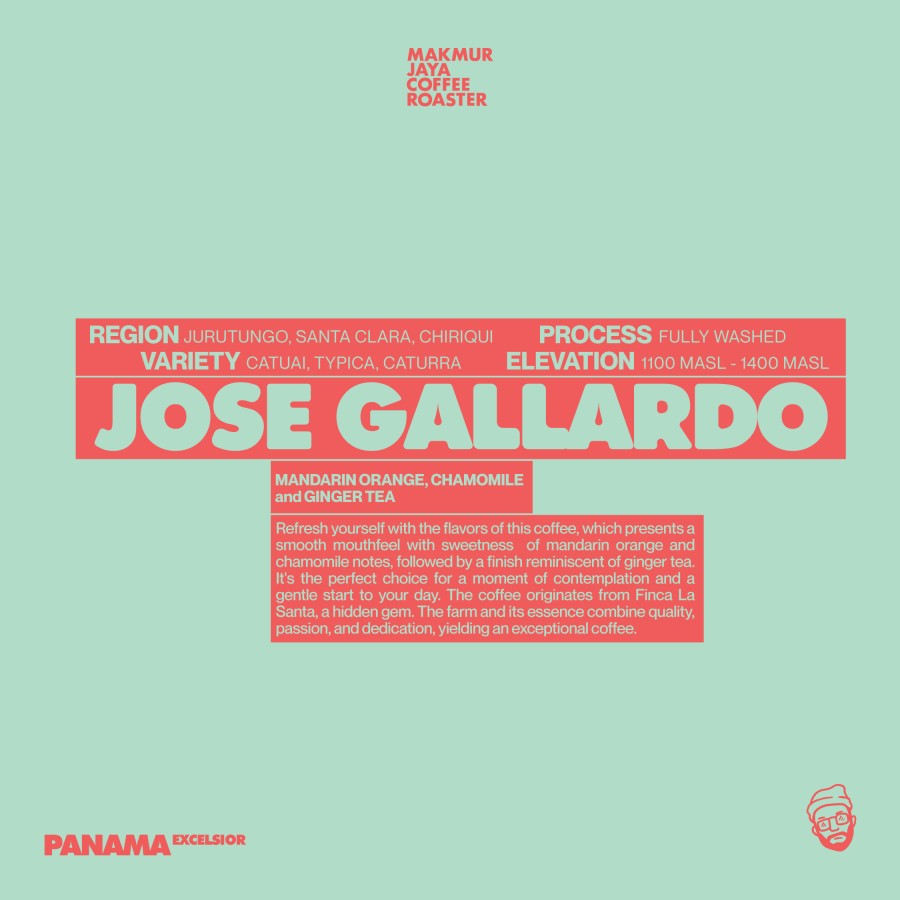 MAKMUR
JAYA
COFFEE
ROASTER
REGION JURUTUNGO, SANTA CLARA, CHIRIQUI PROCESS FULLY WASHED
VARIETY CATUAI, TYPICA, CATURRA ELEVATION 1100 MASL - 1400 MASL
JOSE GALLARDO
MANDARIN ORANGE, CHAMOMILE
and GINGER TEA
Refresh yourself with the flavors of this coffee, which presents a
smooth mouthfeel with sweetness of mandarin orange and
chamomile notes, followed by a finish reminiscent of ginger tea.
It's the perfect choice for a moment of contemplation and a
gentle start to your day. The coffee originates from Finca La
Santa, a hidden gem. The farm and its essence combine quality,
passion, and dedication, yielding an exceptional coffee.
PANAMA EXCELSIOR